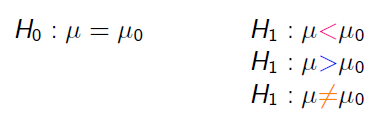 H₀ : μ = μ₀ H₁ : μ<μ₀
H₁ : μ>μ₀
H₁ : μ≠μ₀